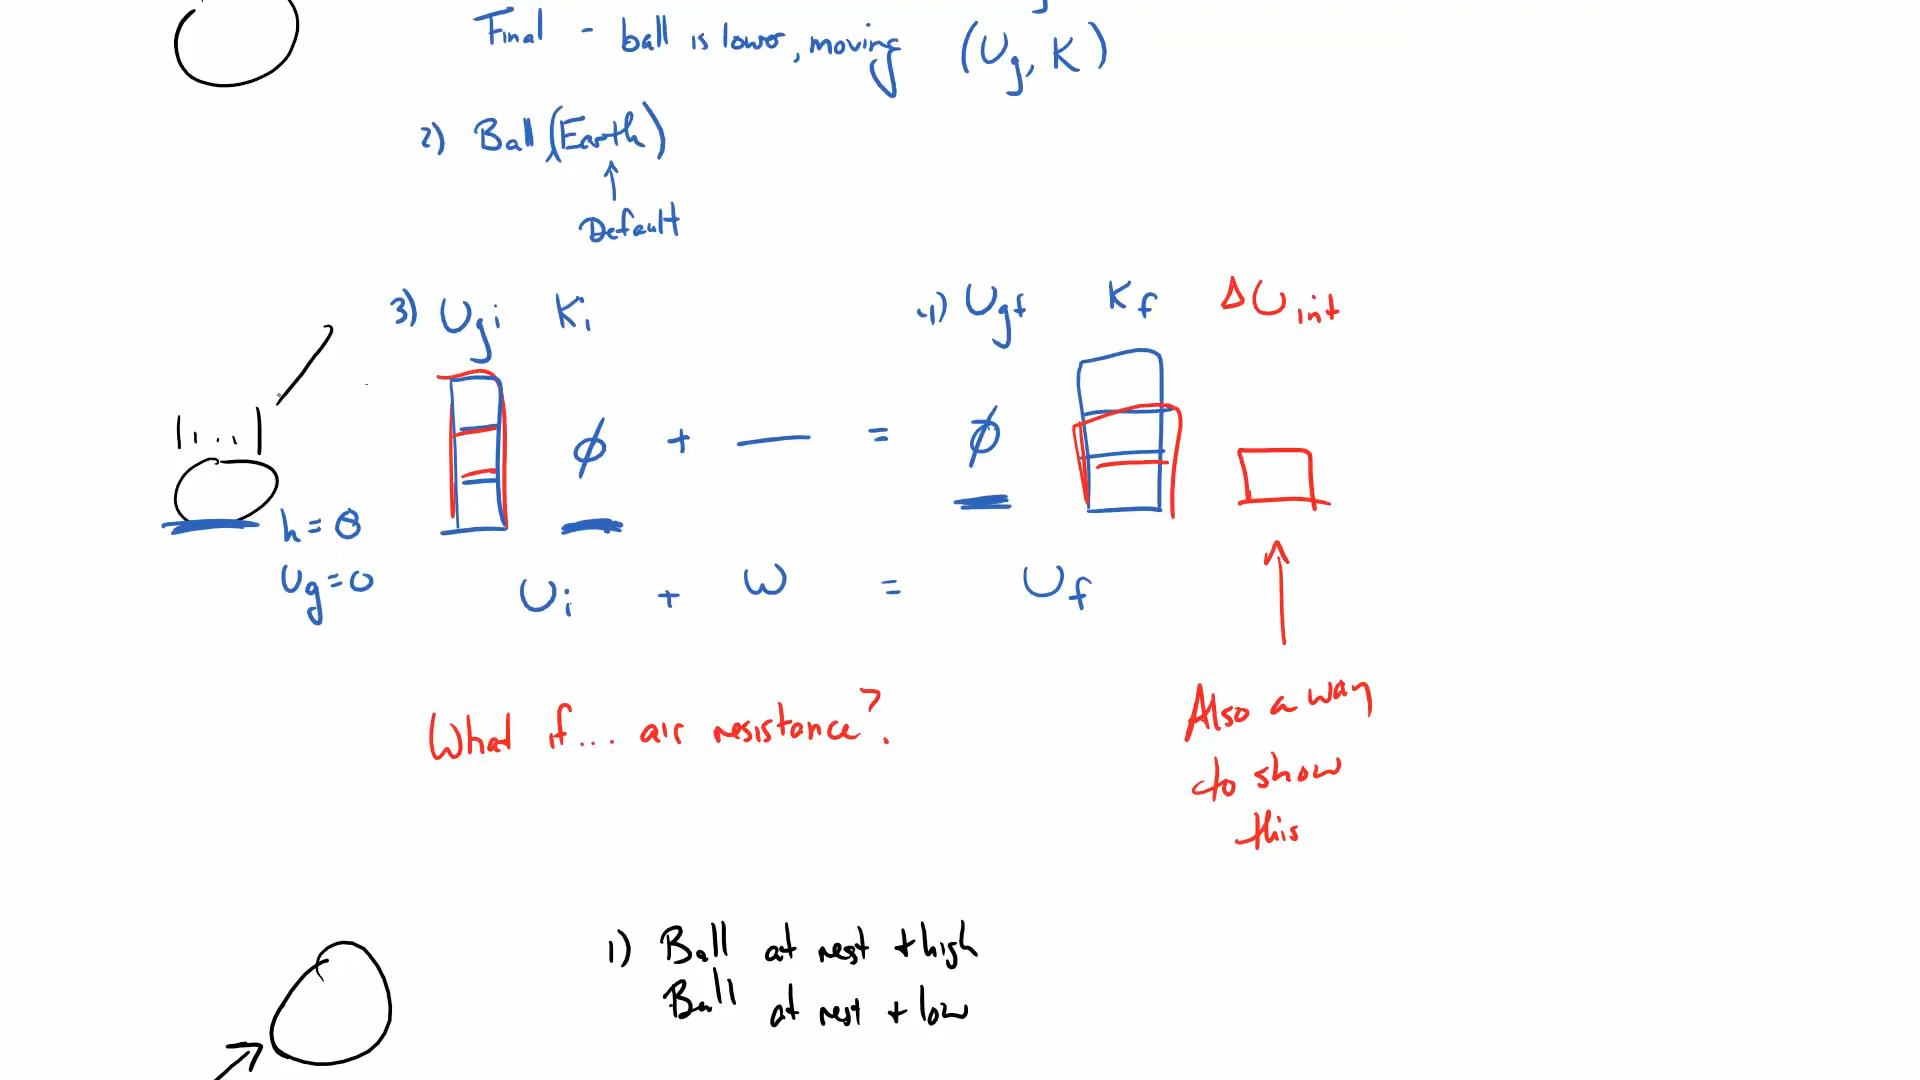 Final - ball is lower, moving (Ug, K)
2) Ball (Earth)
↑
Default
3) Ugi Ki 4) Ugf Kf ΔUint
∅ + — = ∅
h = 0
Ug = 0
Ui + W = Uf
What if... air resistance?
Also a way
to show
this
1) Ball at rest + high
Ball at rest + low